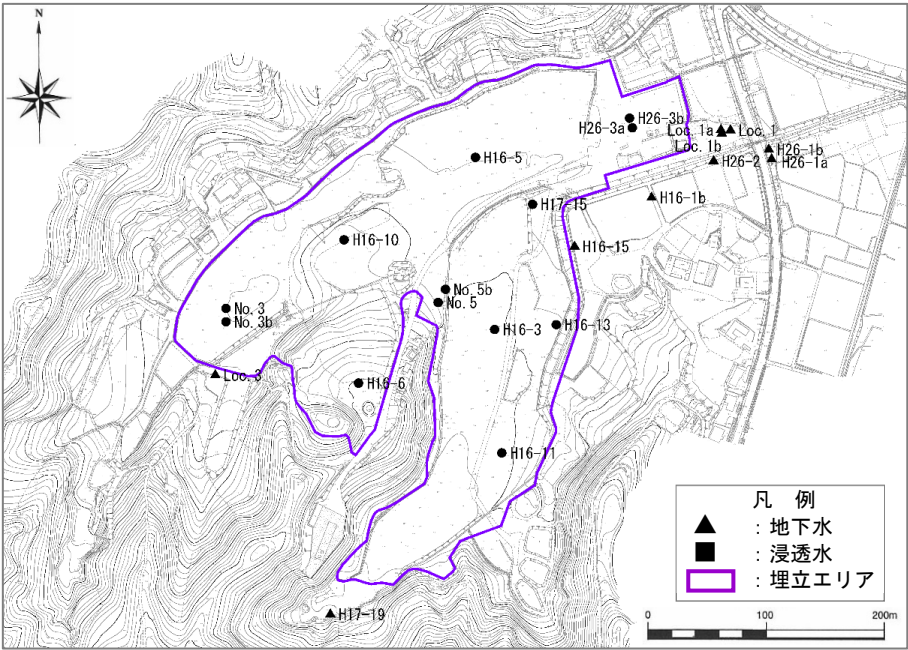 N
H26-3b
H26-3a
Loc. 1a
Loc. 1
Loc. 1b
H26-1b
H26-2
H26-1a
H16-5
H16-1b
H17-15
H16-10
H16-15
No. 5b
No. 5
No. 3
No. 3b
H16-3
H16-13
Loc. 3
H16-6
H16-11
H17-19
凡 例
：地下水
：浸透水
：埋立エリア
0 100 200m